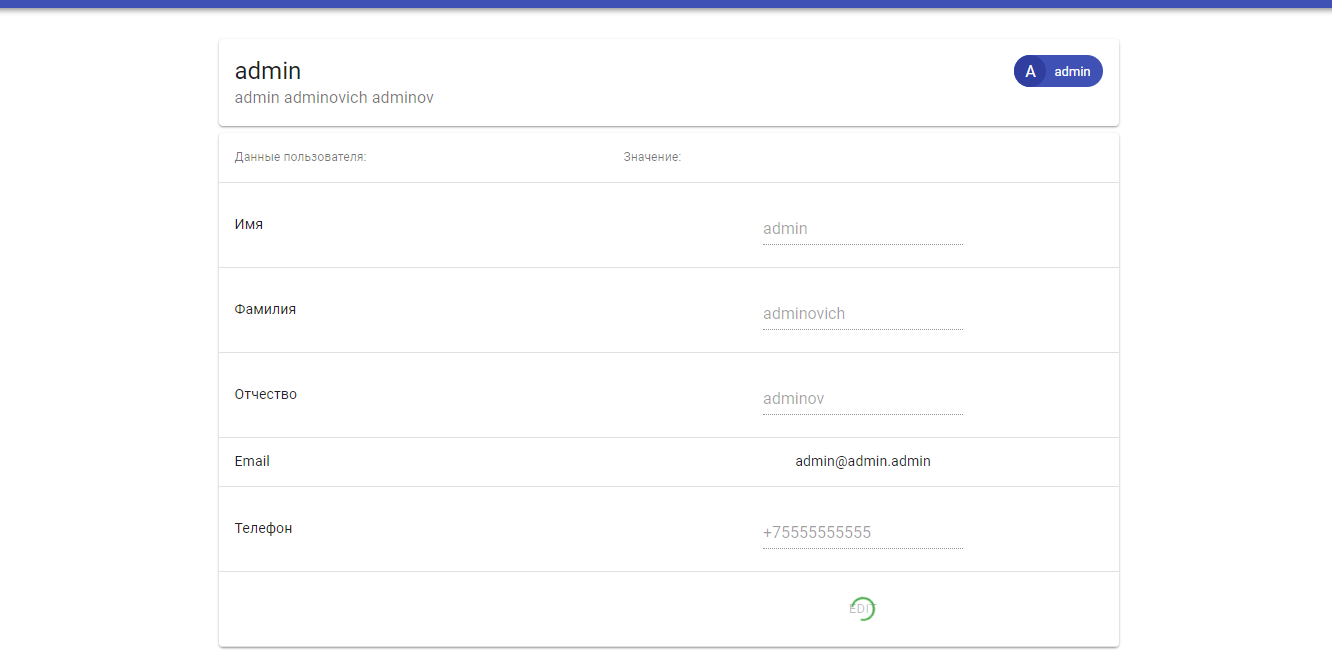 admin
A admin
admin adminovich adminov
Данные пользователя: Значение:
Имя admin
Фамилия adminovich
Отчество adminov
Email admin@admin.admin
Телефон +75555555555
EDIT